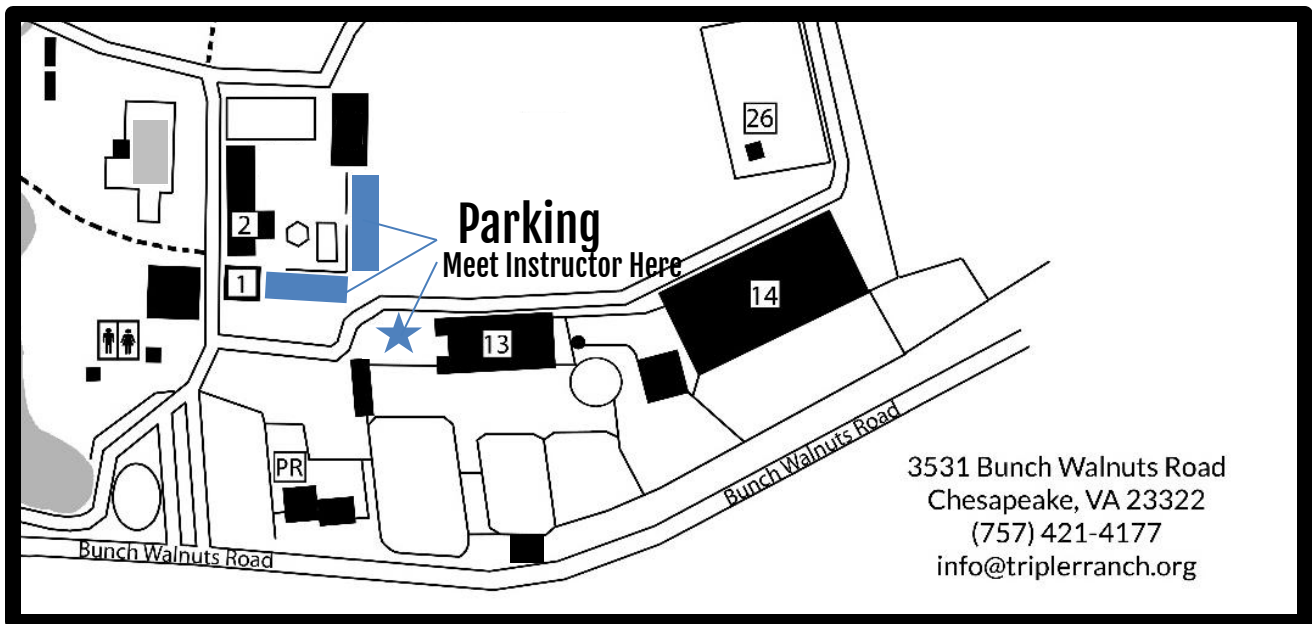 26
2
Parking
Meet Instructor Here
1
14
13
PR
Bunch Walnuts Road
Bunch Walnuts Road
3531 Bunch Walnuts Road
Chesapeake, VA 23322
(757) 421-4177
info@triplerranch.org